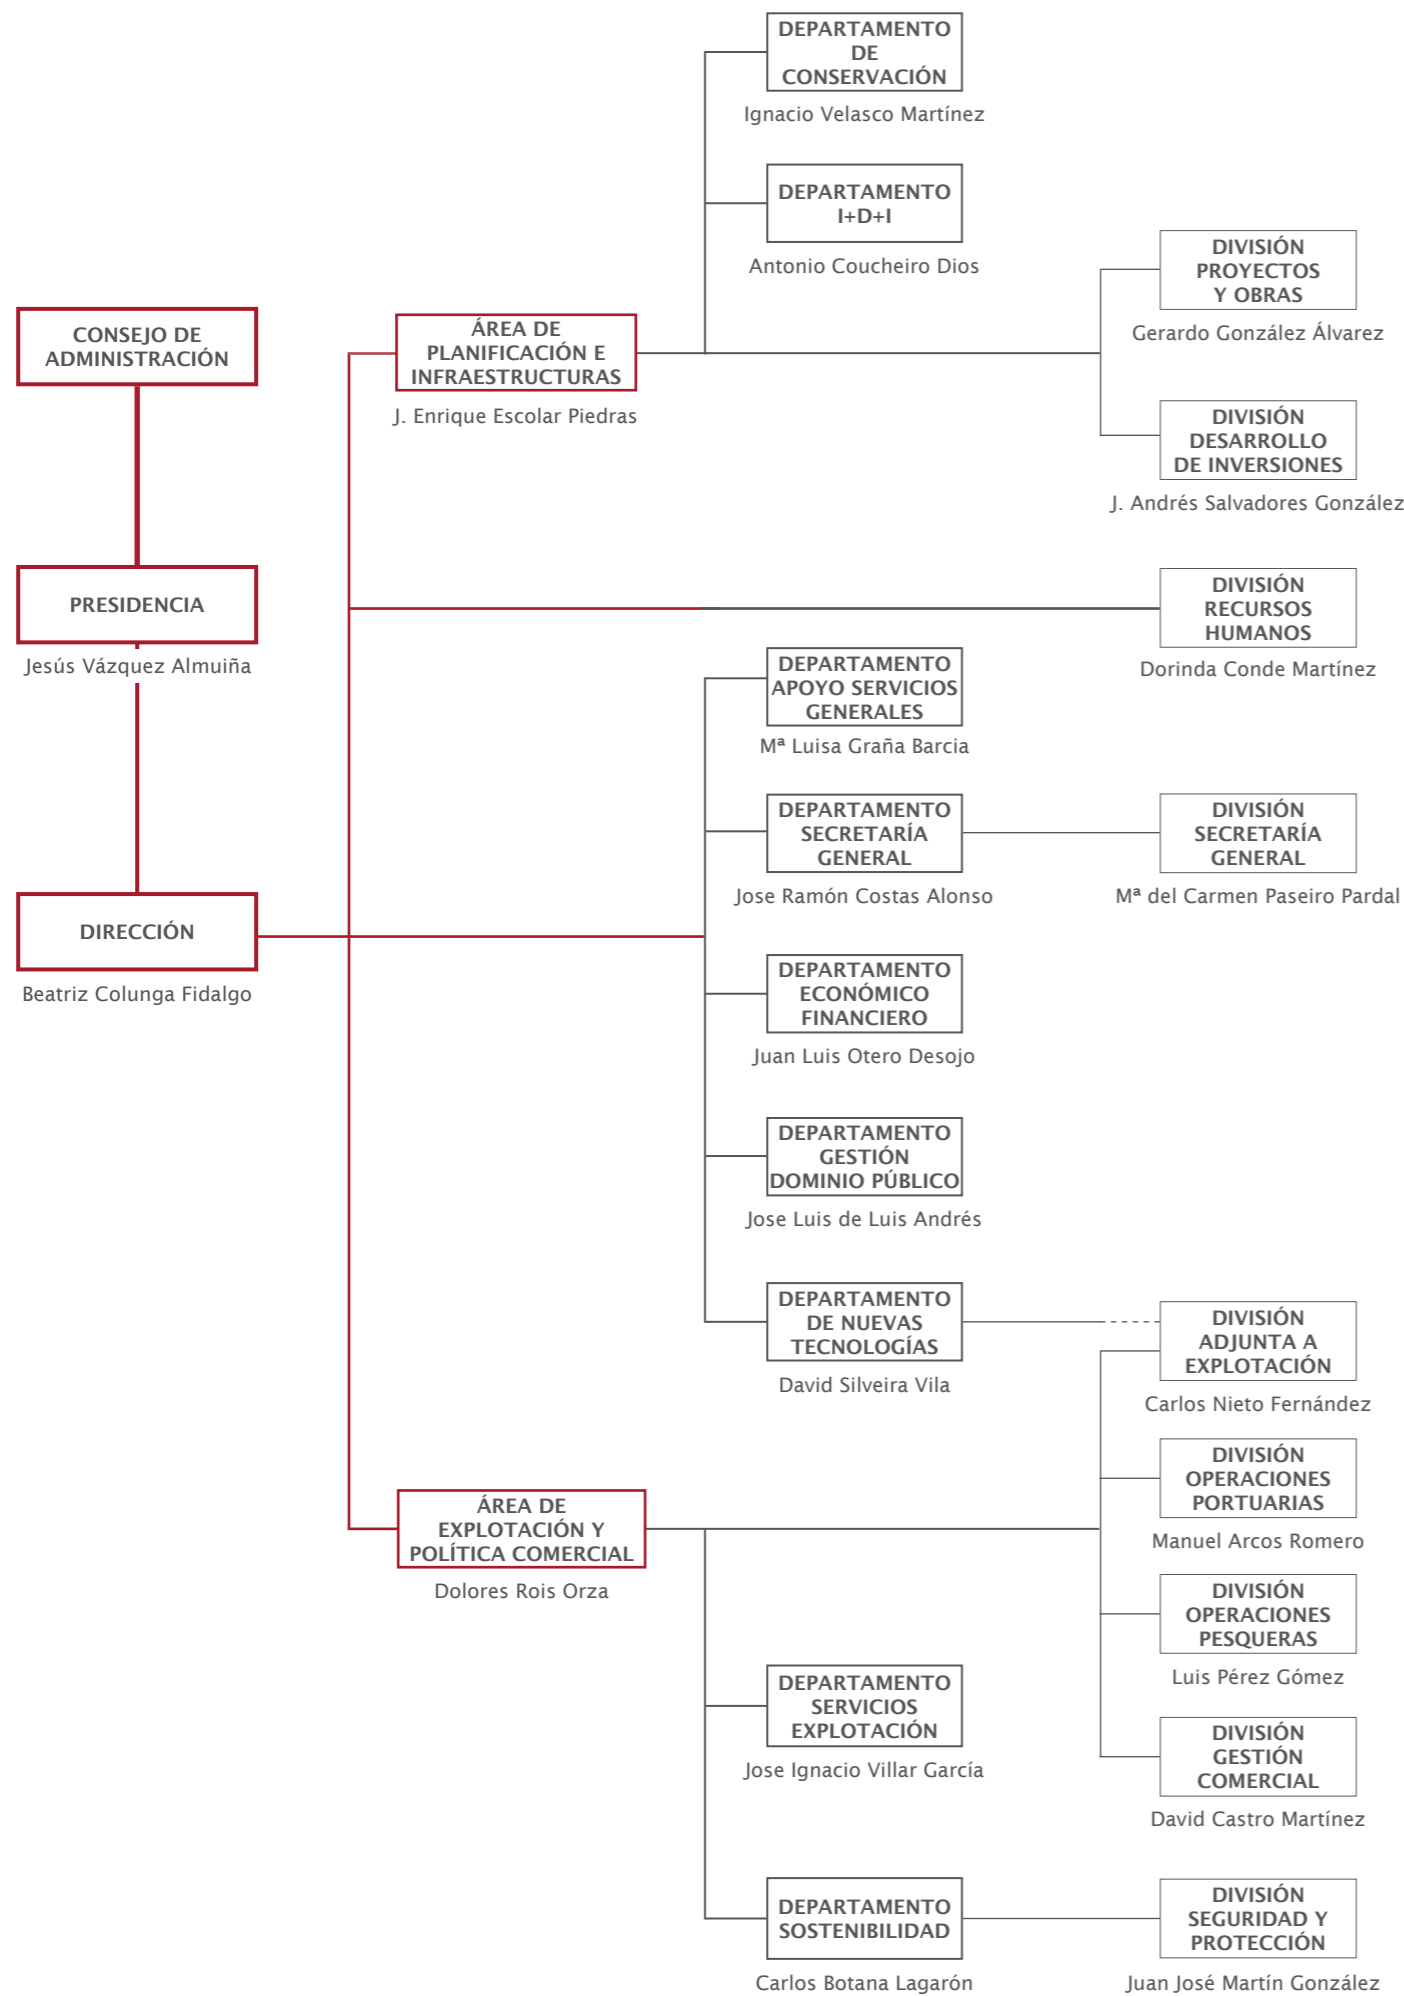 DEPARTAMENTO
DE
CONSERVACIÓN
Ignacio Velasco Martínez
DEPARTAMENTO
I+D+I
Antonio Coucheiro Dios
DIVISIÓN
PROYECTOS
Y OBRAS
Gerardo González Álvarez
CONSEJO DE
ADMINISTRACIÓN
ÁREA DE
PLANIFICACIÓN E
INFRAESTRUCTURAS
J. Enrique Escolar Piedras
DIVISIÓN
DESARROLLO
DE INVERSIONES
J. Andrés Salvadores González
PRESIDENCIA
Jesús Vázquez Almuiña
DIVISIÓN
RECURSOS
HUMANOS
Dorinda Conde Martínez
DEPARTAMENTO
APOYO SERVICIOS
GENERALES
Mª Luisa Graña Barcia
DEPARTAMENTO
SECRETARÍA
GENERAL
Jose Ramón Costas Alonso
DIVISIÓN
SECRETARÍA
GENERAL
Mª del Carmen Paseiro Pardal
DIRECCIÓN
Beatriz Colunga Fidalgo
DEPARTAMENTO
ECONÓMICO
FINANCIERO
Juan Luis Otero Desojo
DEPARTAMENTO
GESTIÓN
DOMINIO PÚBLICO
Jose Luis de Luis Andrés
DEPARTAMENTO
DE NUEVAS
TECNOLOGÍAS
David Silveira Vila
DIVISIÓN
ADJUNTA A
EXPLOTACIÓN
Carlos Nieto Fernández
DIVISIÓN
OPERACIONES
PORTUARIAS
Manuel Arcos Romero
ÁREA DE
EXPLOTACIÓN Y
POLÍTICA COMERCIAL
Dolores Rois Orza
DIVISIÓN
OPERACIONES
PESQUERAS
Luis Pérez Gómez
DEPARTAMENTO
SERVICIOS
EXPLOTACIÓN
Jose Ignacio Villar García
DIVISIÓN
GESTIÓN
COMERCIAL
David Castro Martínez
DEPARTAMENTO
SOSTENIBILIDAD
Carlos Botana Lagarón
DIVISIÓN
SEGURIDAD Y
PROTECCIÓN
Juan José Martín González